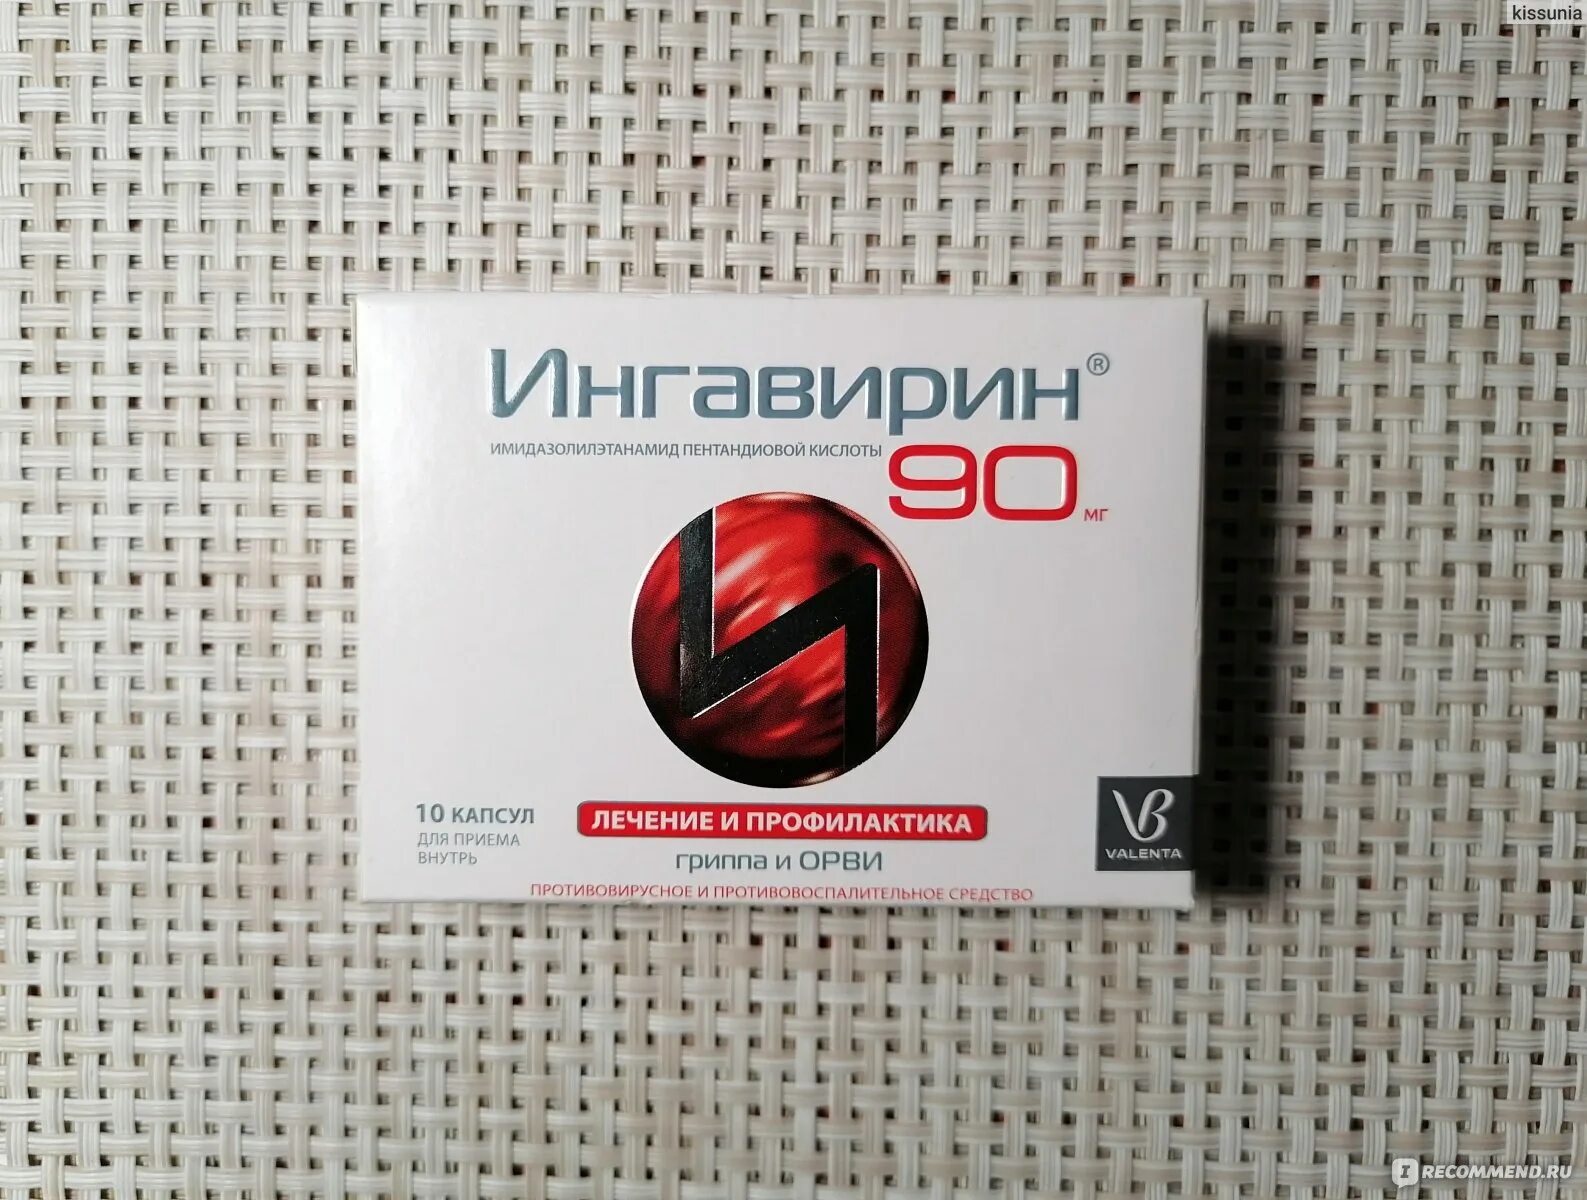 kissunia
Ингавирин®
ИМИДАЗОЛИЛЭТАНАМИД ПЕНТАНДИОВОЙ КИСЛОТЫ
90 мг
И
10 КАПСУЛ
ДЛЯ ПРИЕМА
ВНУТРЬ
ЛЕЧЕНИЕ И ПРОФИЛАКТИКА
гриппа и ОРВИ
ПРОТИВОВИРУСНОЕ И ПРОТИВОВОСПАЛИТЕЛЬНОЕ СРЕДСТВО
VB
VALENTA
I RECOMMEND.RU